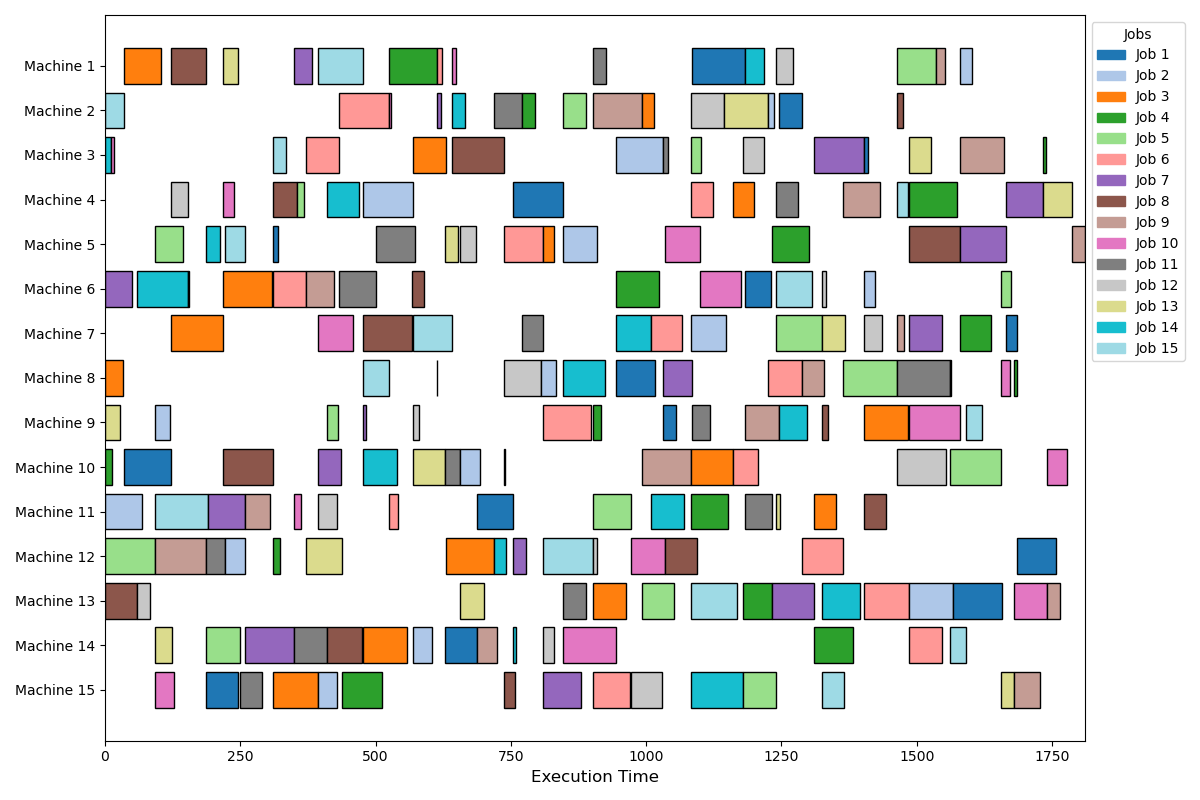 Machine 1
Machine 2
Machine 3
Machine 4
Machine 5
Machine 6
Machine 7
Machine 8
Machine 9
Machine 10
Machine 11
Machine 12
Machine 13
Machine 14
Machine 15
0 250 500 750 1000 1250 1500 1750
Execution Time
Jobs
Job 1
Job 2
Job 3
Job 4
Job 5
Job 6
Job 7
Job 8
Job 9
Job 10
Job 11
Job 12
Job 13
Job 14
Job 15